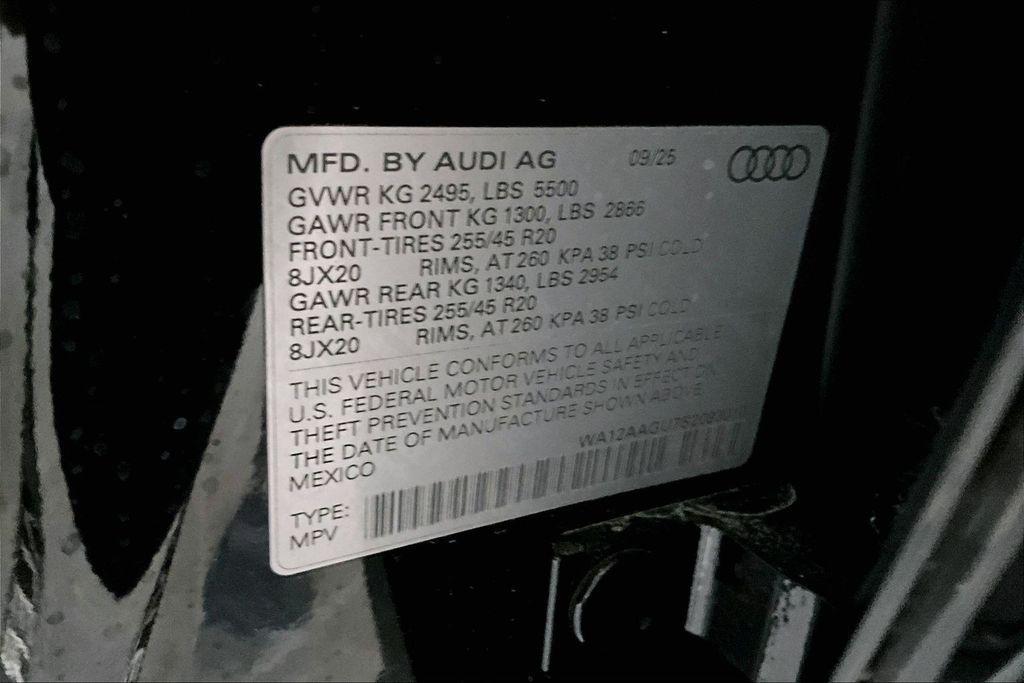 MFD. BY AUDI AG 09/25
GVWR KG 2495, LBS 5500
GAWR FRONT KG 1300, LBS 2866
FRONT-TIRES 255/45 R20
8JX20 RIMS, AT 260 KPA 38 PSI COLD
GAWR REAR KG 1340, LBS 2954
REAR-TIRES 255/45 R20
8JX20 RIMS, AT 260 KPA 38 PSI COLD
THIS VEHICLE CONFORMS TO ALL APPLICABLE
U.S. FEDERAL MOTOR VEHICLE SAFETY AND
THEFT PREVENTION STANDARDS IN EFFECT ON
THE DATE OF MANUFACTURE SHOWN ABOVE
MEXICO
TYPE:
MPV